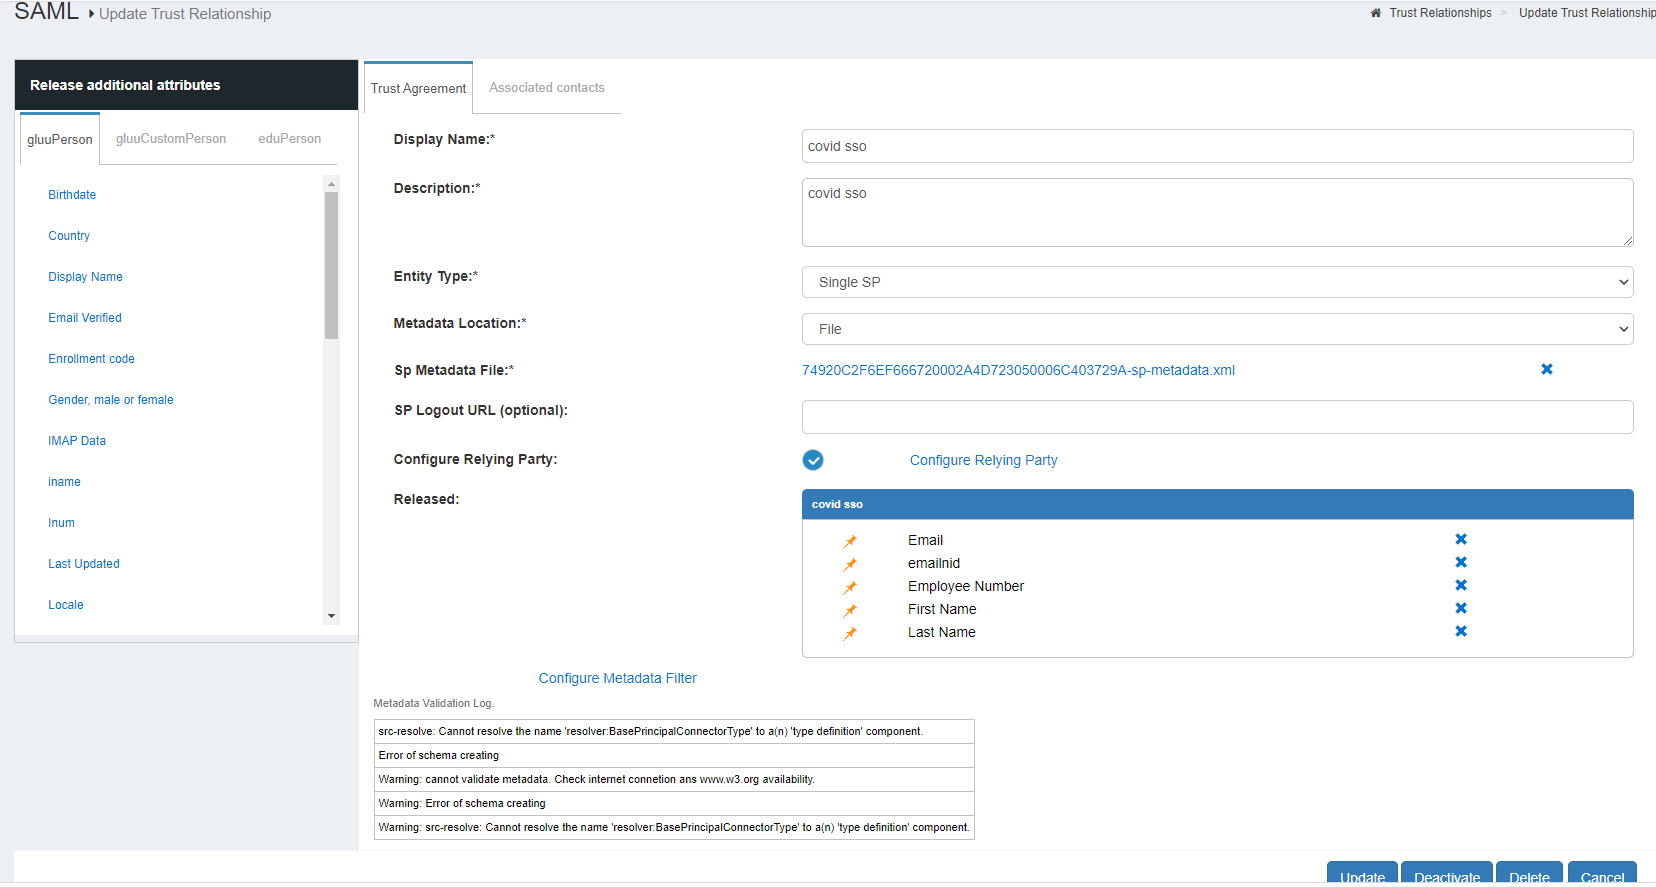 SAML Update Trust Relationship
Trust Relationships > Update Trust Relationship
Release additional attributes
gluuPerson gluuCustomPerson eduPerson
Birthdate
Country
Display Name
Email Verified
Enrollment code
Gender, male or female
IMAP Data
iname
Inum
Last Updated
Locale
Trust Agreement Associated contacts
Display Name:* covid sso
Description:* covid sso
Entity Type:* Single SP
Metadata Location:* File
Sp Metadata File:* 74920C2F6EF666720002A4D723050006C403729A-sp-metadata.xml
SP Logout URL (optional):
Configure Relying Party: Configure Relying Party
Released: covid sso
Email
emailnid
Employee Number
First Name
Last Name
Configure Metadata Filter
Metadata Validation Log.
src-resolve: Cannot resolve the name 'resolver:BasePrincipalConnectorType' to a(n) 'type definition' component.
Error of schema creating
Warning: cannot validate metadata. Check internet connetion ans www.w3.org availability.
Warning: Error of schema creating
Warning: src-resolve: Cannot resolve the name 'resolver:BasePrincipalConnectorType' to a(n) 'type definition' component.
Update Deactivate Delete Cancel